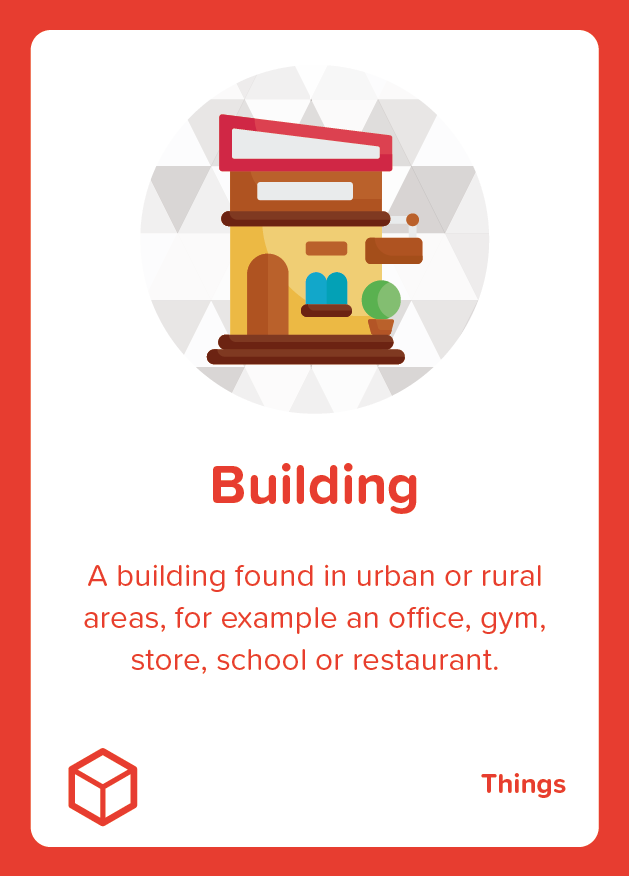 Building
A building found in urban or rural
areas, for example an office, gym,
store, school or restaurant.
Things